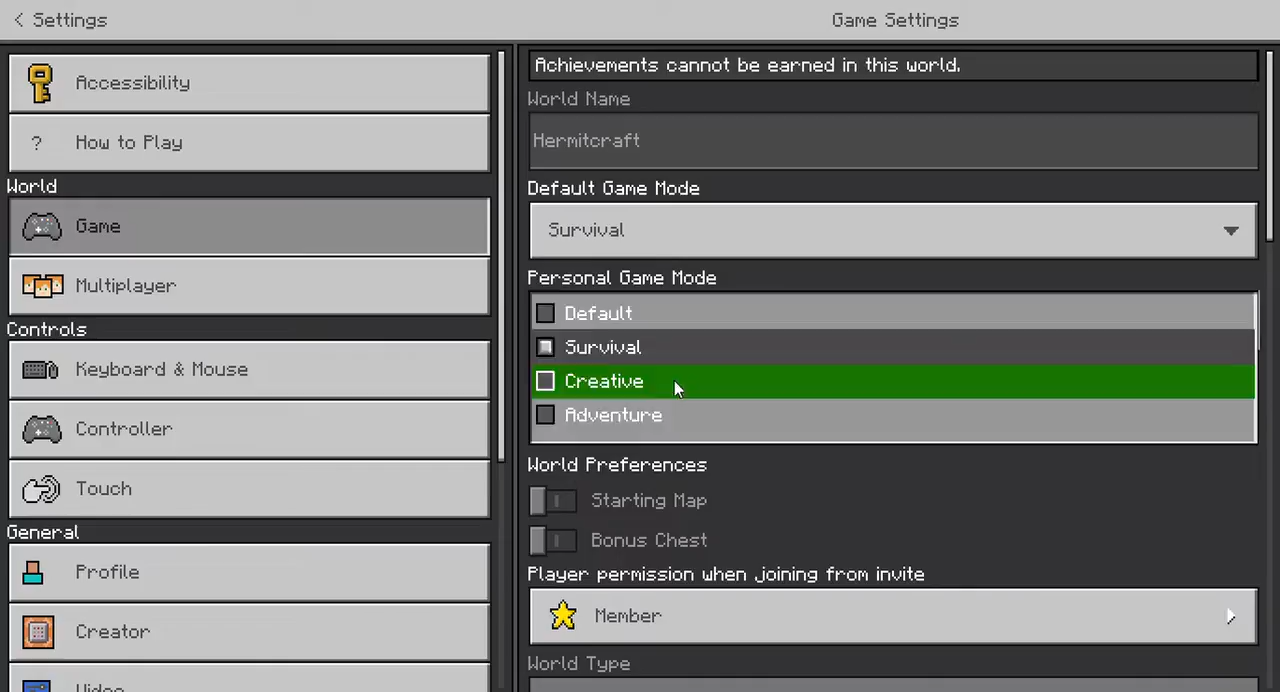 Settings
Game Settings
Accessibility
? How to Play
World
Game
Multiplayer
Controls
Keyboard & Mouse
Controller
Touch
General
Profile
Creator
Video
Achievements cannot be earned in this world.
World Name
Hermitcraft
Default Game Mode
Survival
Personal Game Mode
Default
Survival
Creative
Adventure
World Preferences
Starting Map
Bonus Chest
Player permission when joining from invite
Member
World Type